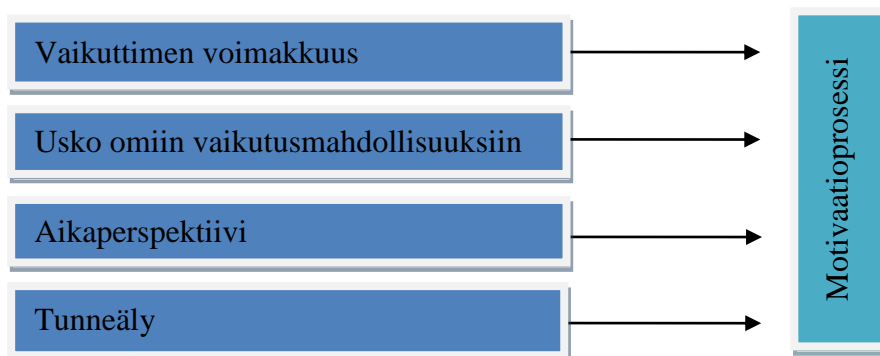 Vaikuttimen voimakkuus
Usko omiin vaikutusmahdollisuuksiin
Aikaperspektiivi
Tunneäly
Motivaatioprosessi